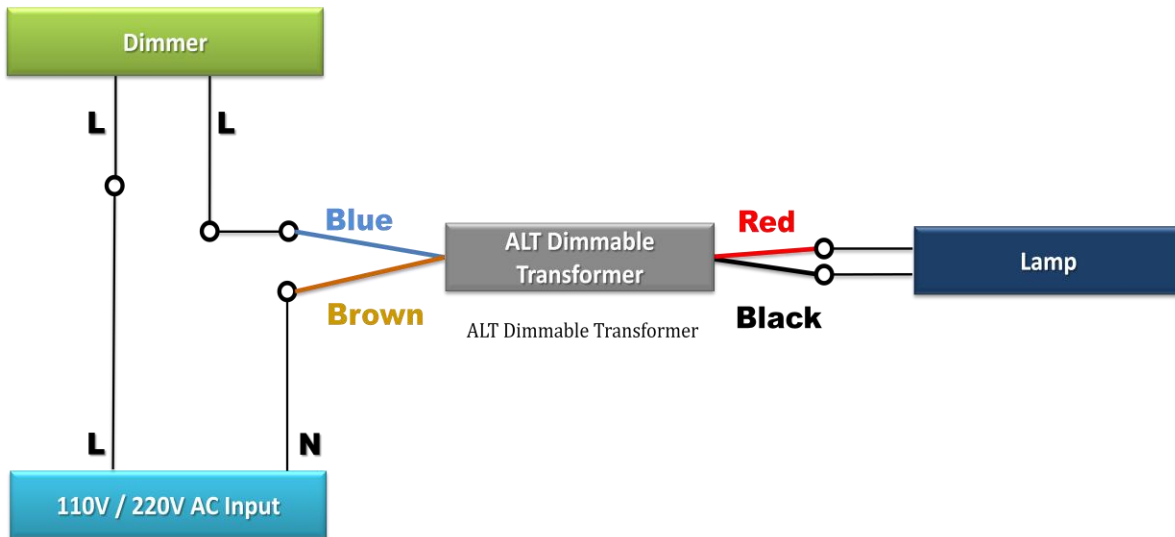 Dimmer
L
L
Blue
Red
ALT Dimmable
Transformer
Lamp
Brown
Black
ALT Dimmable Transformer
L
N
110V / 220V AC Input